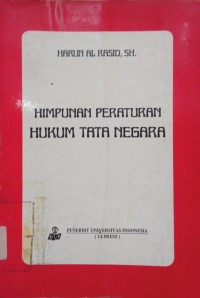 HARUN AL RASID, SH.
HIMPUNAN PERATURAN
HUKUM TATA NEGARA
PENERBIT UNIVERSITAS INDONESIA
( UI-PRESS )